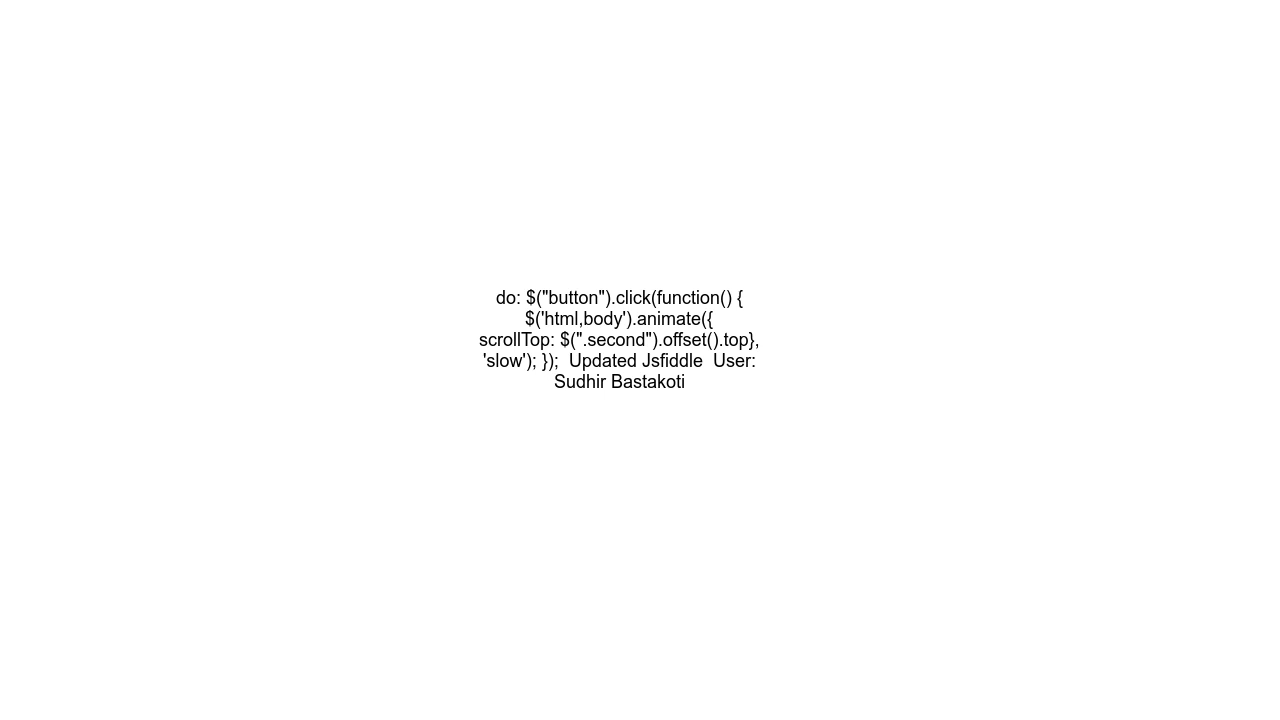 do: $("button").click(function() {
$('html,body').animate({
scrollTop: $(".second").offset().top},
'slow'); });  Updated Jsfiddle  User:
Sudhir Bastakoti